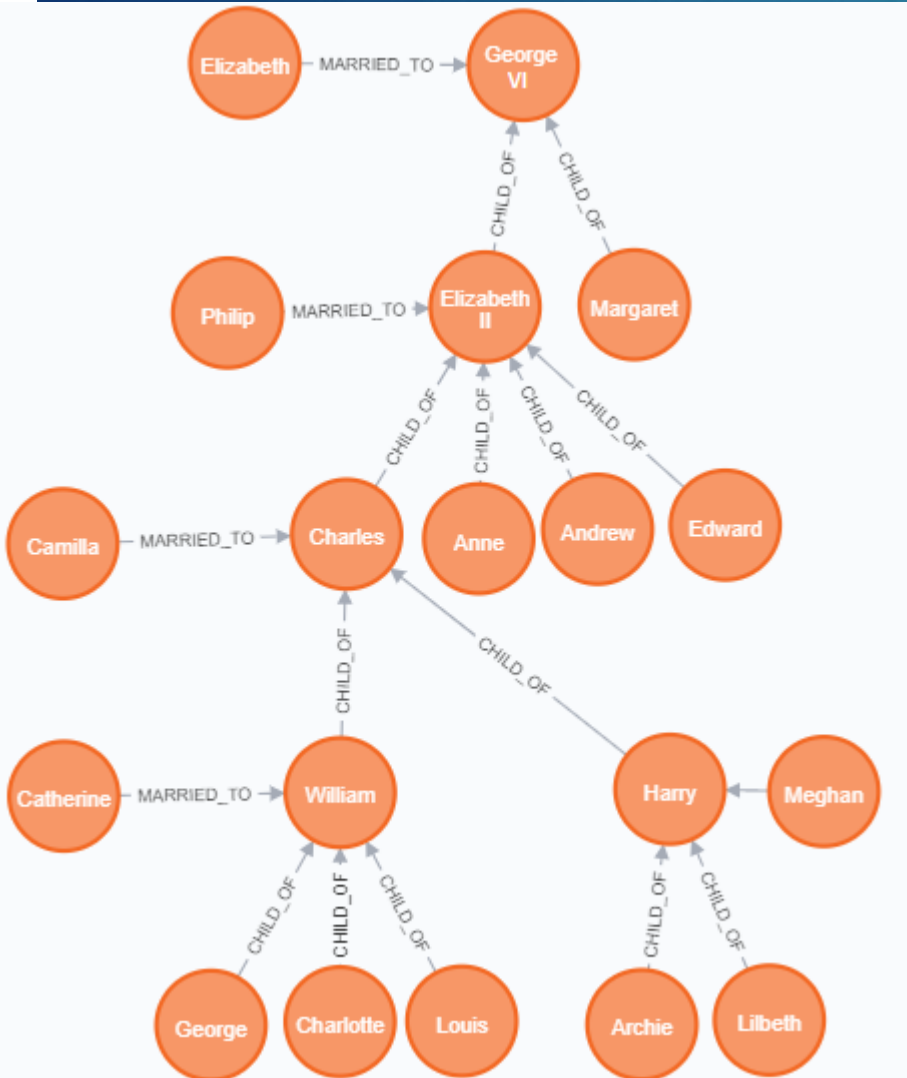 Elizabeth
MARRIED_TO
George
VI
CHILD_OF
CHILD_OF
Philip
MARRIED_TO
Elizabeth
II
Margaret
CHILD_OF
CHILD_OF
CHILD_OF
CHILD_OF
Camilla
MARRIED_TO
Charles
Anne
Andrew
Edward
CHILD_OF
CHILD_OF
Catherine
MARRIED_TO
William
Harry
Meghan
CHILD_OF
CHILD_OF
CHILD_OF
CHILD_OF
CHILD_OF
George
Charlotte
Louis
Archie
Lilbeth